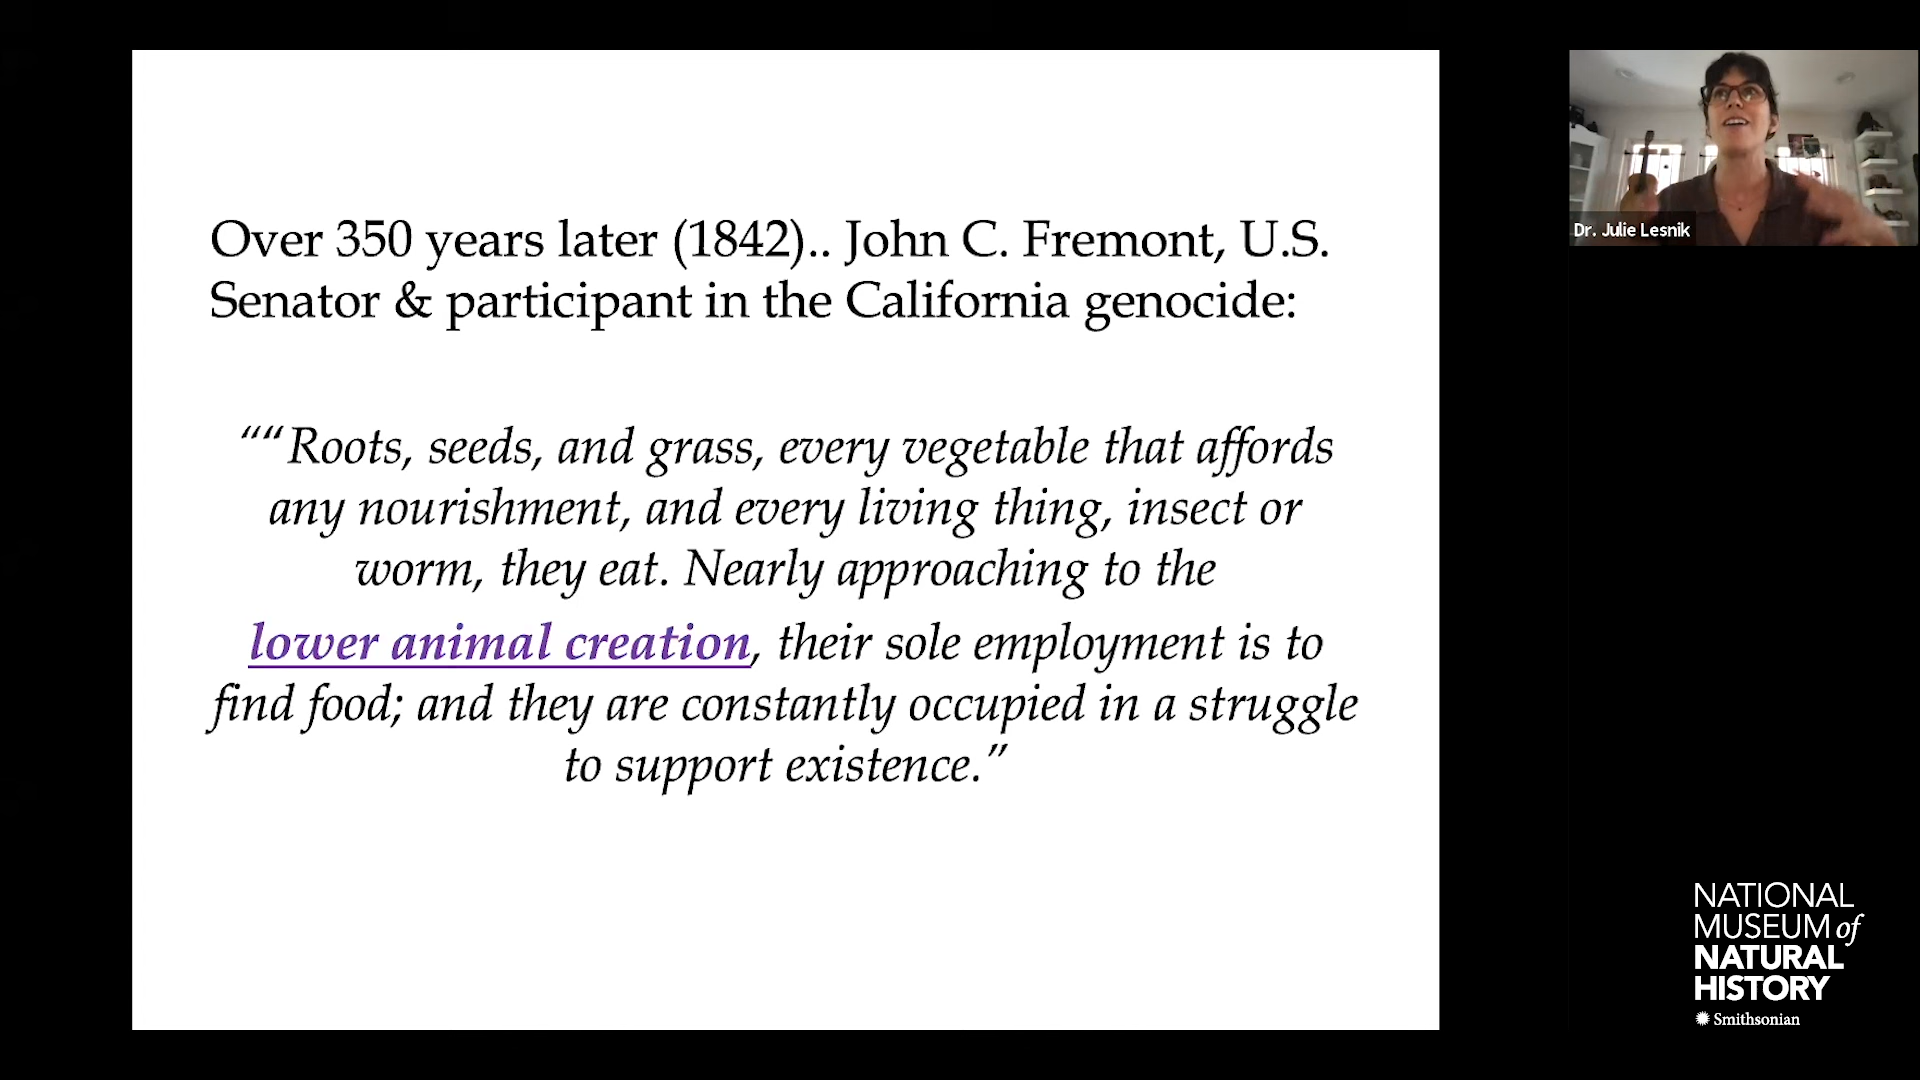 Over 350 years later (1842).. John C. Fremont, U.S.
Senator & participant in the California genocide:
““Roots, seeds, and grass, every vegetable that affords
any nourishment, and every living thing, insect or
worm, they eat. Nearly approaching to the
lower animal creation, their sole employment is to
find food; and they are constantly occupied in a struggle
to support existence.”
Dr. Julie Lesnik
NATIONAL
MUSEUM of
NATURAL
HISTORY
Smithsonian